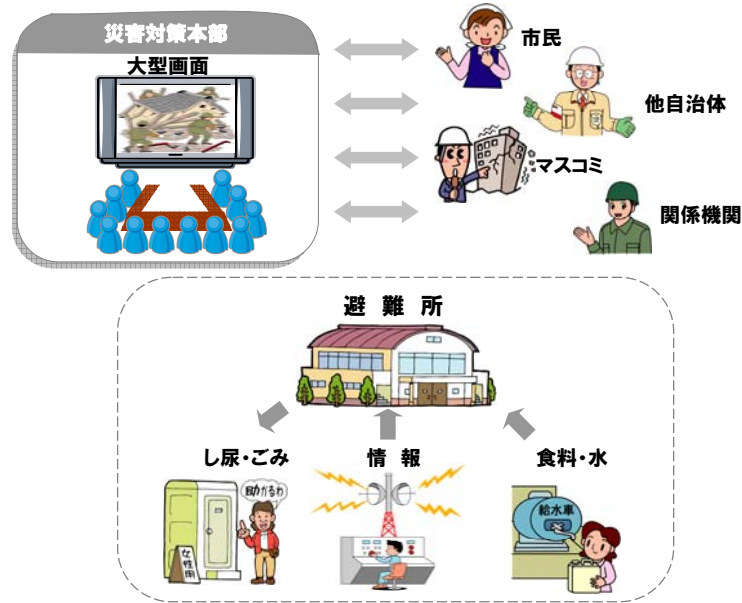 災害対策本部
大型画面
市民
他自治体
マスコミ
関係機関
避難所
し尿・ごみ
情報
食料・水
助かるわ
女性用
給水車